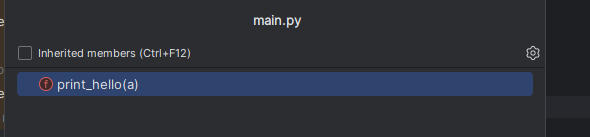 main.py
Inherited members (Ctrl+F12)
f print_hello(a)